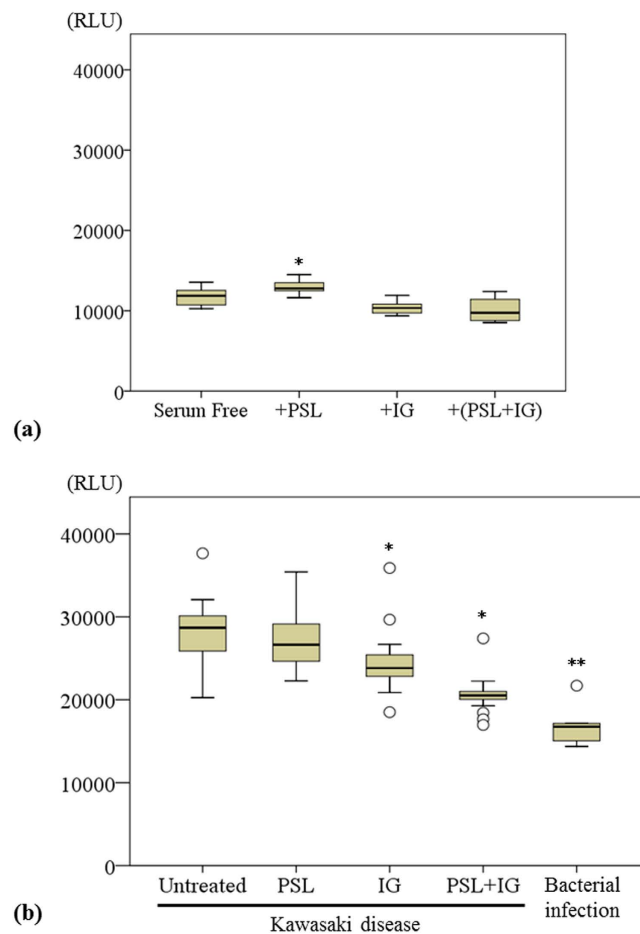 (RLU)
40000
30000
20000
10000
0
*
Serum Free +PSL +IG +(PSL+IG)
(a)
(RLU)
40000
30000
20000
10000
0
* * **
Untreated PSL IG PSL+IG Bacterial
infection
Kawasaki disease
(b)